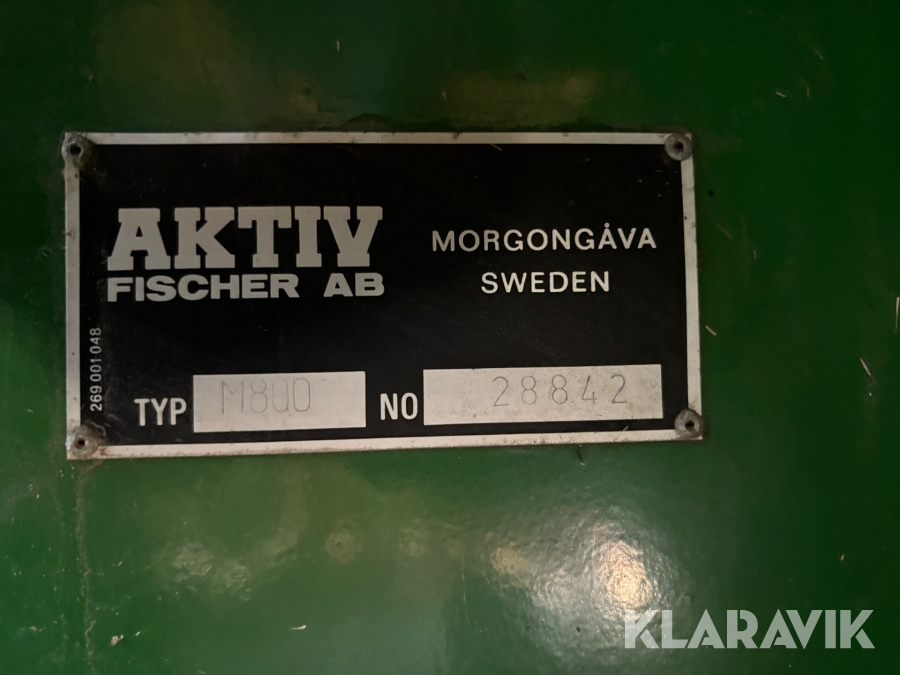 AKTIV
FISCHER AB
MORGONGÅVA
SWEDEN
269 001 048
TYP M800 NO 28842
KLARAVIK